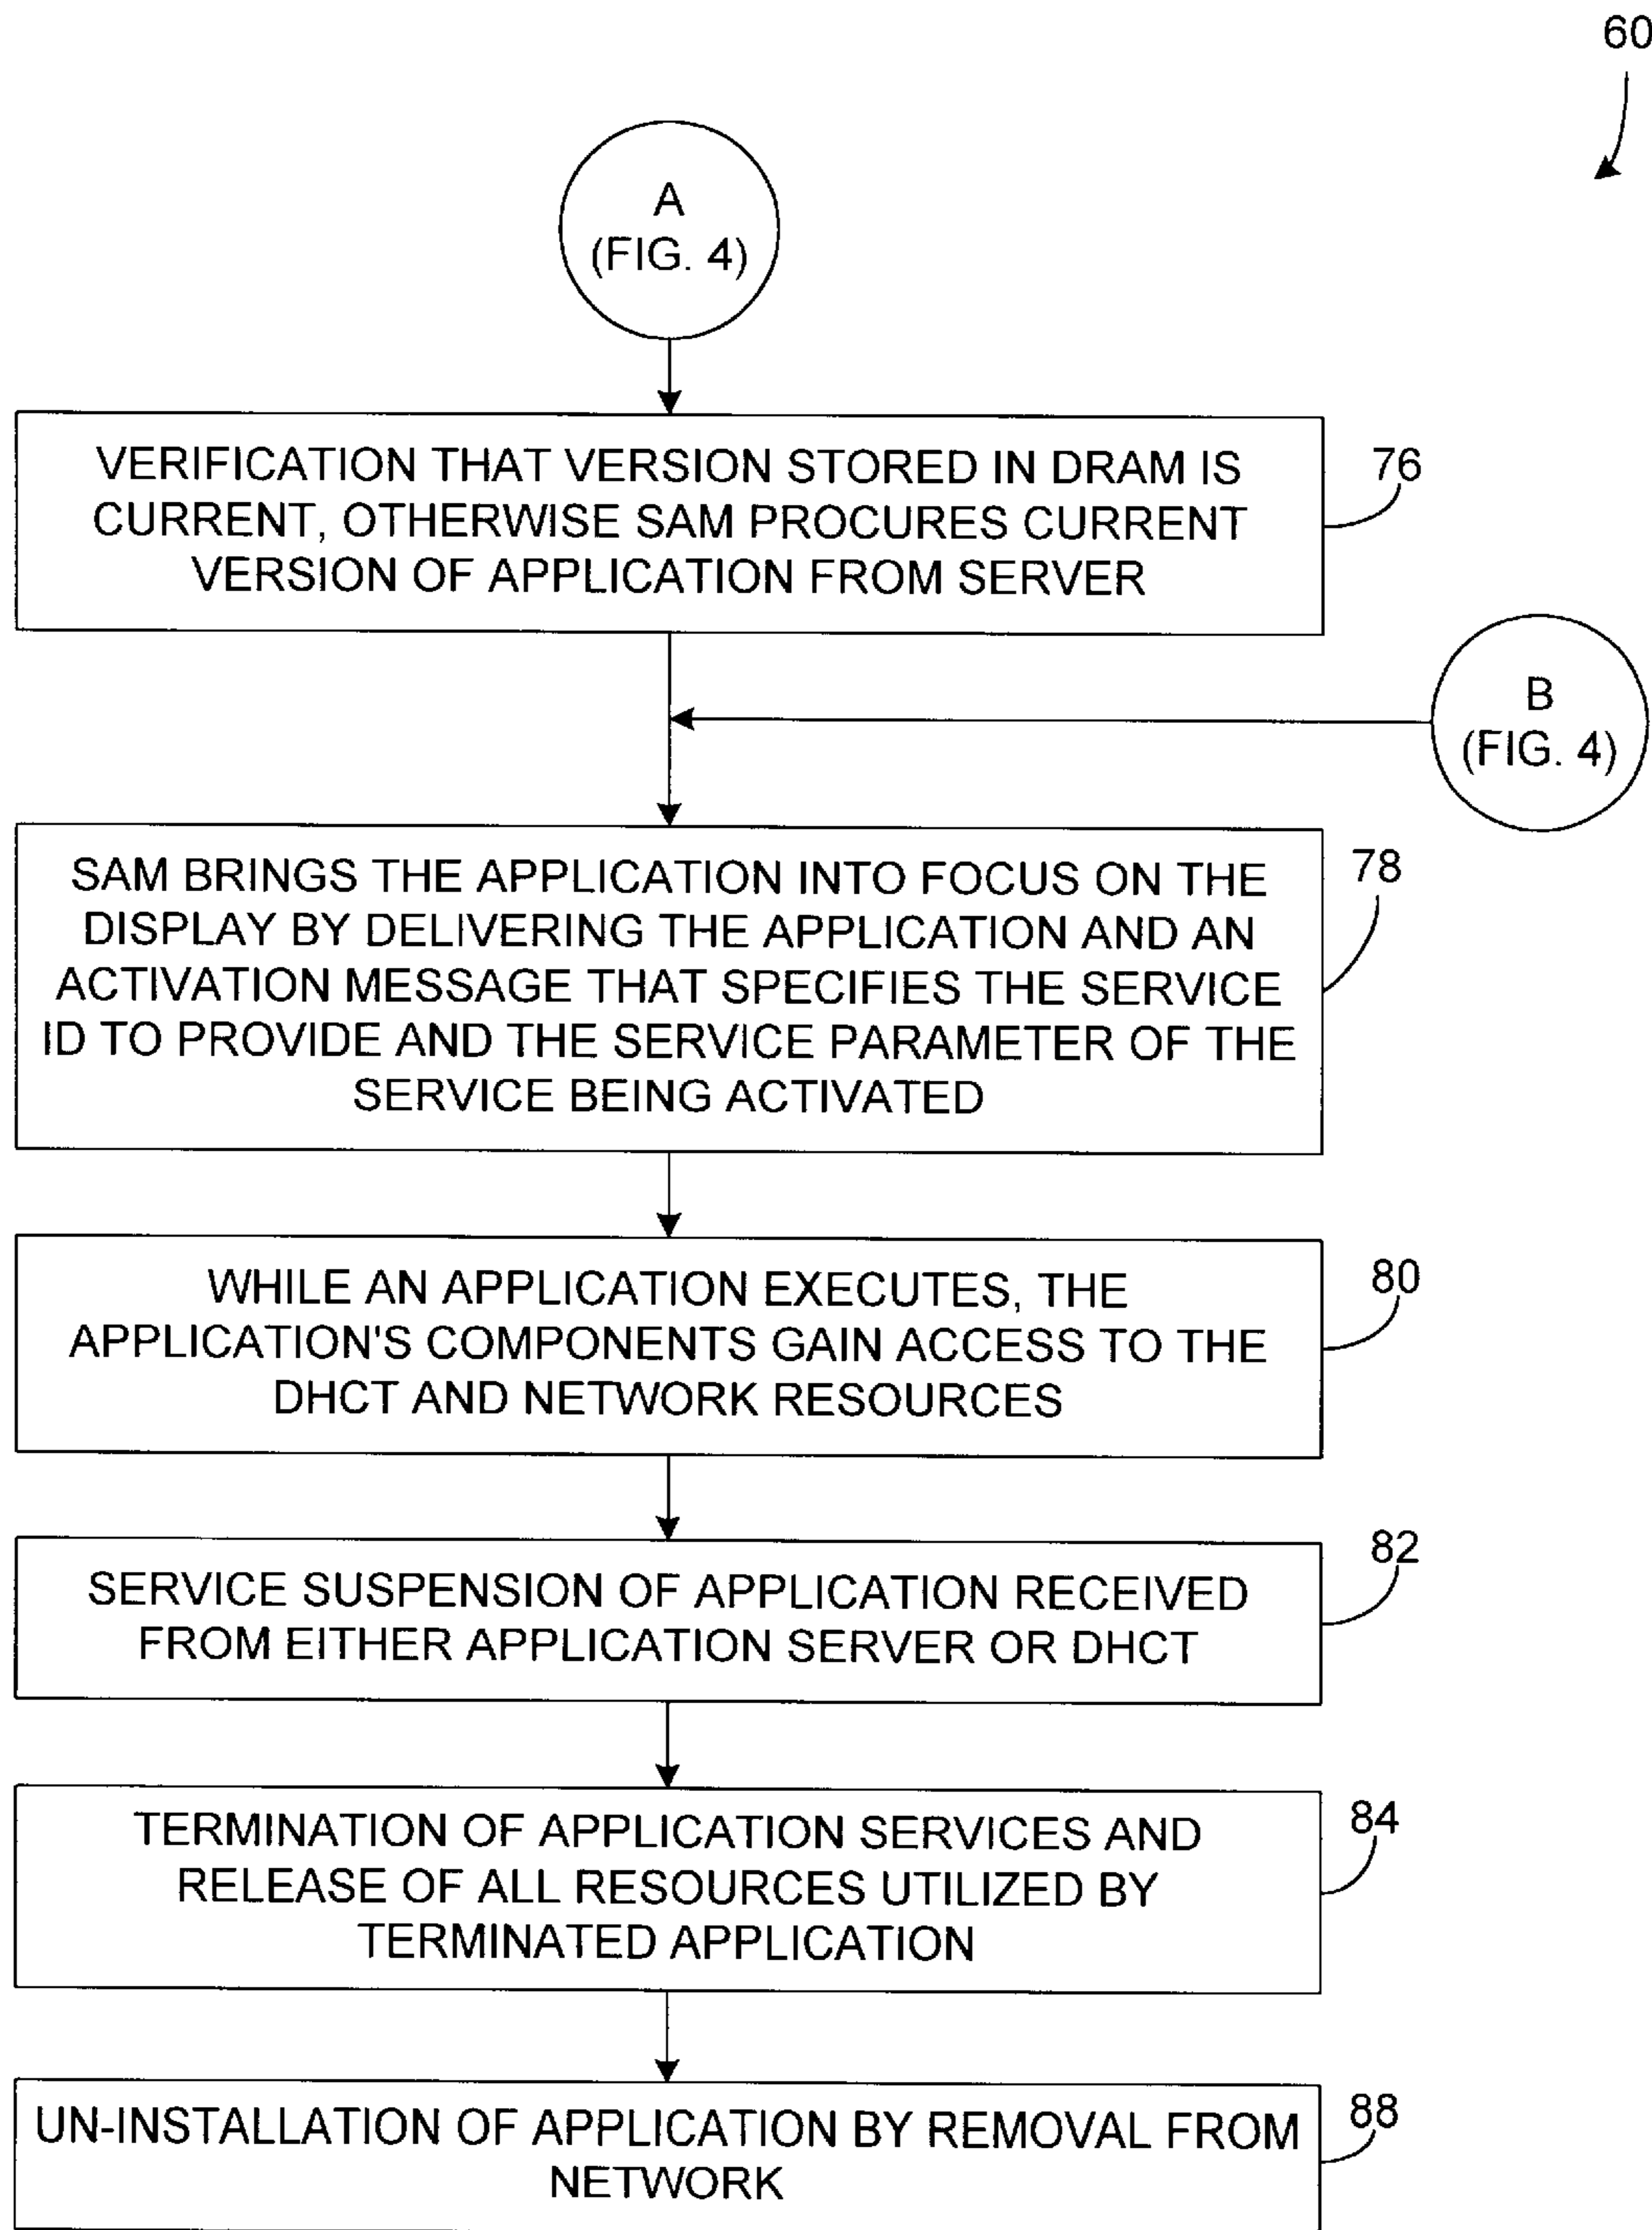 60
A
(FIG. 4)
VERIFICATION THAT VERSION STORED IN DRAM IS
CURRENT, OTHERWISE SAM PROCURES CURRENT
VERSION OF APPLICATION FROM SERVER
76
B
(FIG. 4)
SAM BRINGS THE APPLICATION INTO FOCUS ON THE
DISPLAY BY DELIVERING THE APPLICATION AND AN
ACTIVATION MESSAGE THAT SPECIFIES THE SERVICE
ID TO PROVIDE AND THE SERVICE PARAMETER OF THE
SERVICE BEING ACTIVATED
78
WHILE AN APPLICATION EXECUTES, THE
APPLICATION'S COMPONENTS GAIN ACCESS TO THE
DHCT AND NETWORK RESOURCES
80
SERVICE SUSPENSION OF APPLICATION RECEIVED
FROM EITHER APPLICATION SERVER OR DHCT
82
TERMINATION OF APPLICATION SERVICES AND
RELEASE OF ALL RESOURCES UTILIZED BY
TERMINATED APPLICATION
84
UN-INSTALLATION OF APPLICATION BY REMOVAL FROM
NETWORK
88